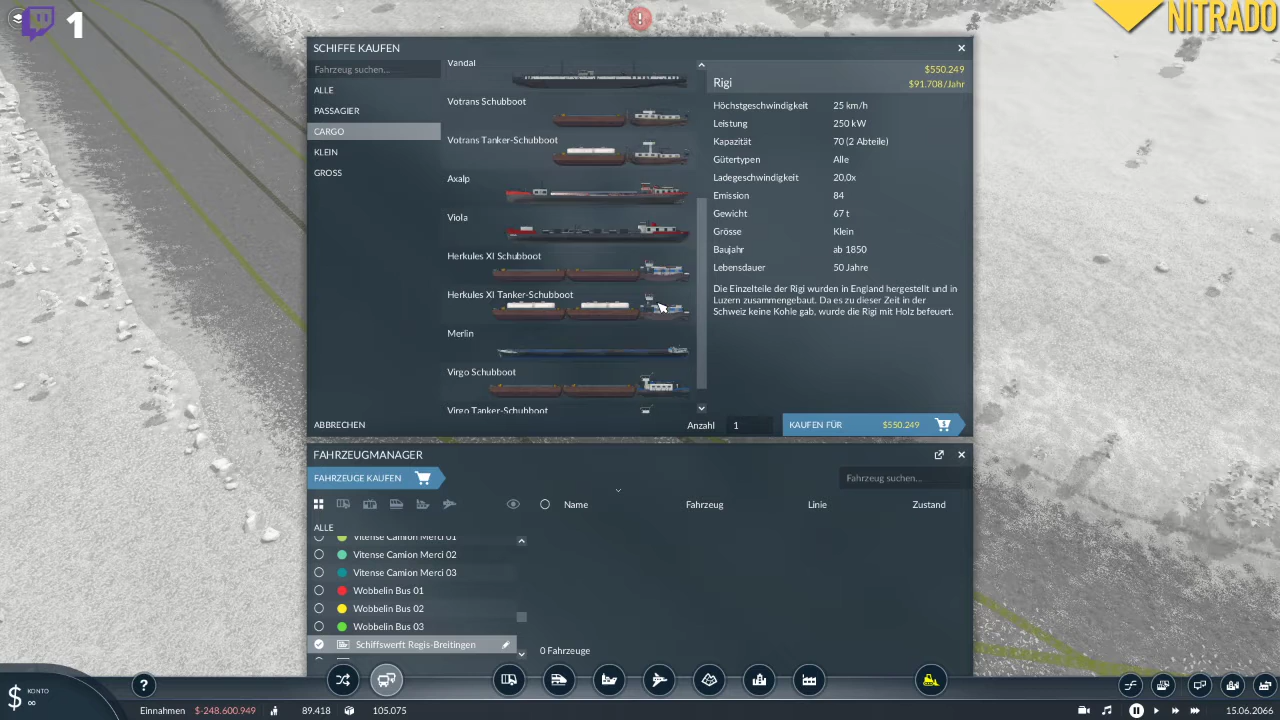 1
NITRADO
SCHIFFE KAUFEN
Fahrzeug suchen...
ALLE
PASSAGIER
CARGO
KLEIN
GROSS
Vandal
Votrans Schubboot
Votrans Tanker-Schubboot
Axalp
Viola
Herkules XI Schubboot
Herkules XI Tanker-Schubboot
Merlin
Virgo Schubboot
Virgo Tanker-Schubboot
$550.249
Rigi
$91.708/Jahr
Höchstgeschwindigkeit 25 km/h
Leistung 250 kW
Kapazität 70 (2 Abteile)
Gütertypen Alle
Ladegeschwindigkeit 20.0x
Emission 84
Gewicht 67 t
Grösse Klein
Baujahr ab 1850
Lebensdauer 50 Jahre
Die Einzelteile der Rigi wurden in England hergestellt und in
Luzern zusammengebaut. Da es zu dieser Zeit in der
Schweiz keine Kohle gab, wurde die Rigi mit Holz befeuert.
ABBRECHEN
Anzahl 1
KAUFEN FÜR $550.249
FAHRZEUGMANAGER
FAHRZEUGE KAUFEN
Fahrzeug suchen...
Name Fahrzeug Linie Zustand
ALLE
Vitense Camion Merci 01
Vitense Camion Merci 02
Vitense Camion Merci 03
Wobbelin Bus 01
Wobbelin Bus 02
Wobbelin Bus 03
Schiffswerft Regis-Breitingen
0 Fahrzeuge
$ KONTO
∞
?
Einnahmen $-248.600.949 89.418 105.075
15.06.2066